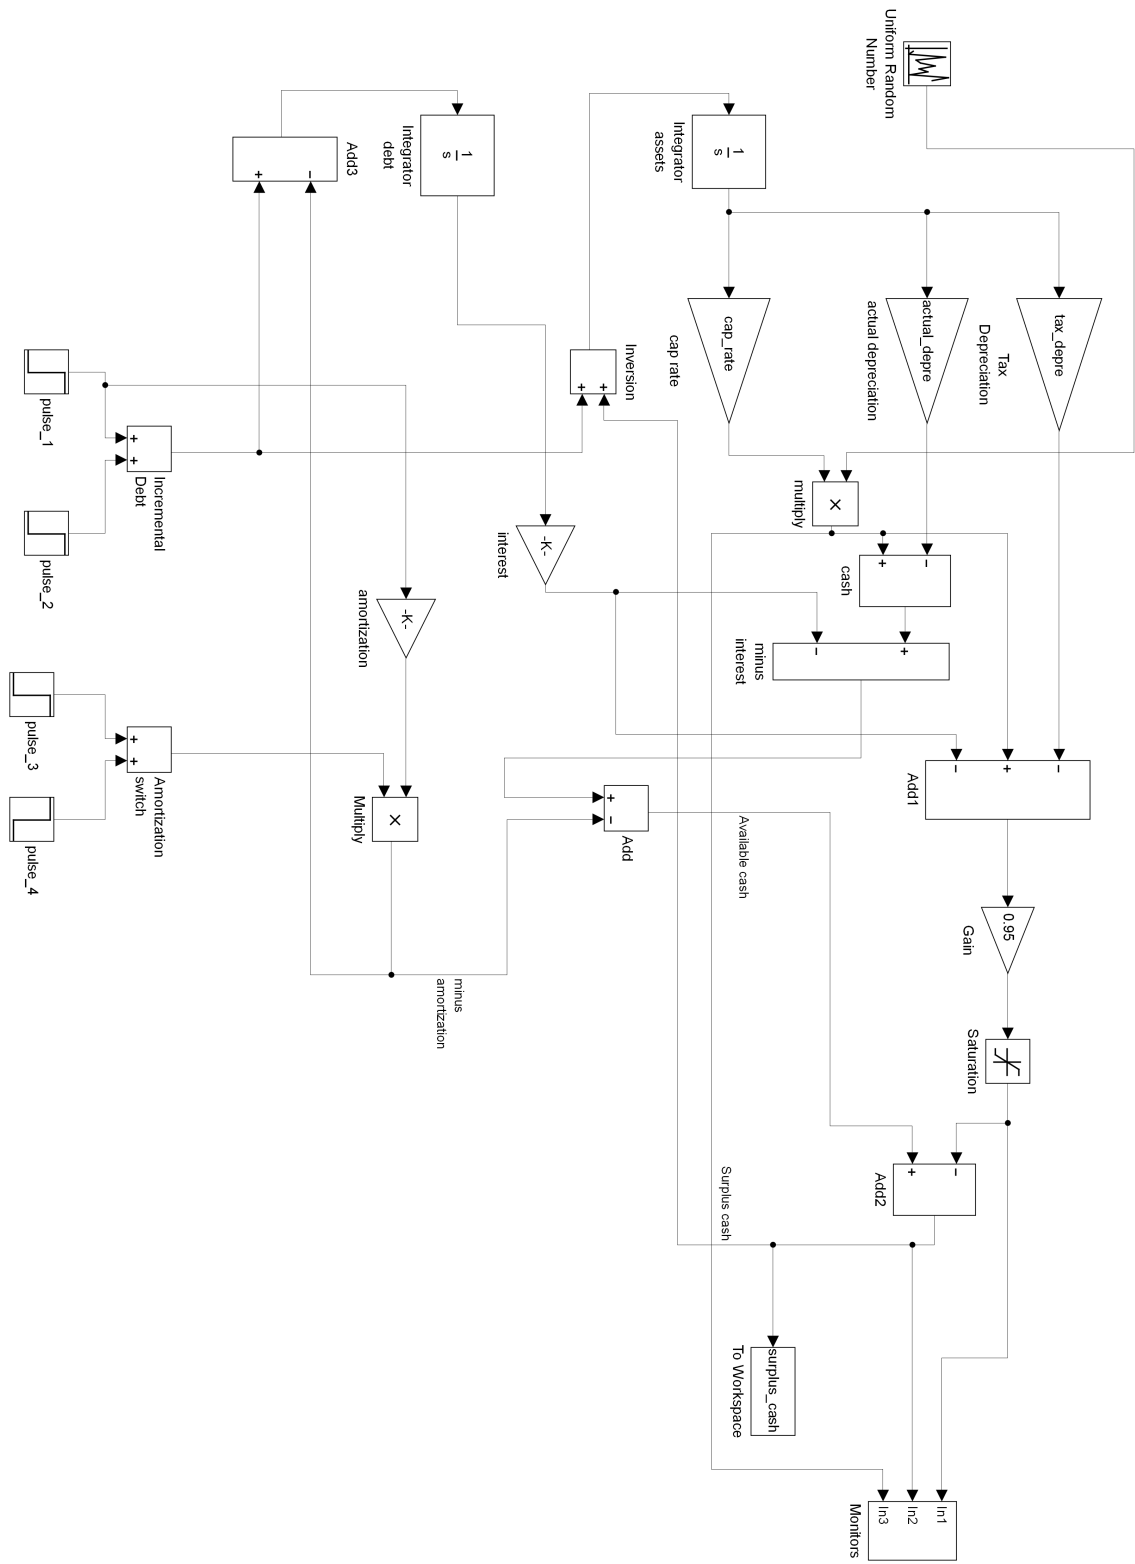 Uniform Random
Number
1
s
Integrator
assets
1
s
Integrator
debt
Add3
−
+
tax_depre
Tax
Depreciation
actual_depre
actual depreciation
cap_rate
cap rate
Inversion
+
+
pulse_1
+
+
Incremental
Debt
pulse_2
×
multiply
−
+
cash
-K-
interest
+
−
minus
interest
-K-
amortization
pulse_3
+
+
Amortization
switch
pulse_4
×
Multiply
+
−
Add
Available cash
−
+
−
Add1
0.95
Gain
minus
amortization
Saturation
−
+
Add2
Surplus cash
surplus_cash
To Workspace
In1
In2
In3
Monitors